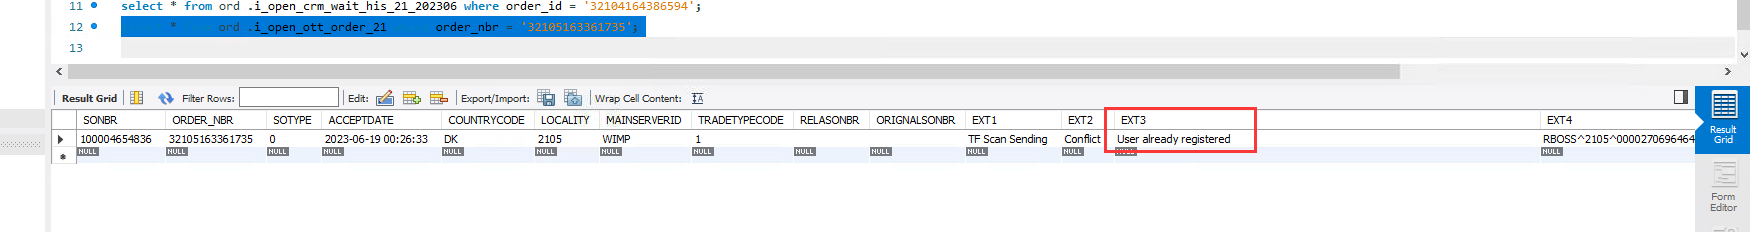 11 select * from ord .i_open_crm_wait_his_21_202306 where order_id = '32104164386594';
12 * ord .i_open_ott_order_21 order_nbr = '32105163361735';
13
Result Grid Filter Rows: Edit: Export/Import: Wrap Cell Content:
SONBR ORDER_NBR SOTYPE ACCEPTDATE COUNTRYCODE LOCALITY MAINSERVERID TRADETYPECODE RELASONBR ORIGNALSONBR EXT1 EXT2 EXT3 EXT4
100004654836 32105163361735 0 2023-06-19 00:26:33 DK 2105 WIMP 1 TF Scan Sending Conflict User already registered RBOSS^2105^0000270696464
NULL NULL NULL NULL NULL NULL NULL NULL NULL NULL NULL NULL NULL NULL
Result
Grid
Form
Editor